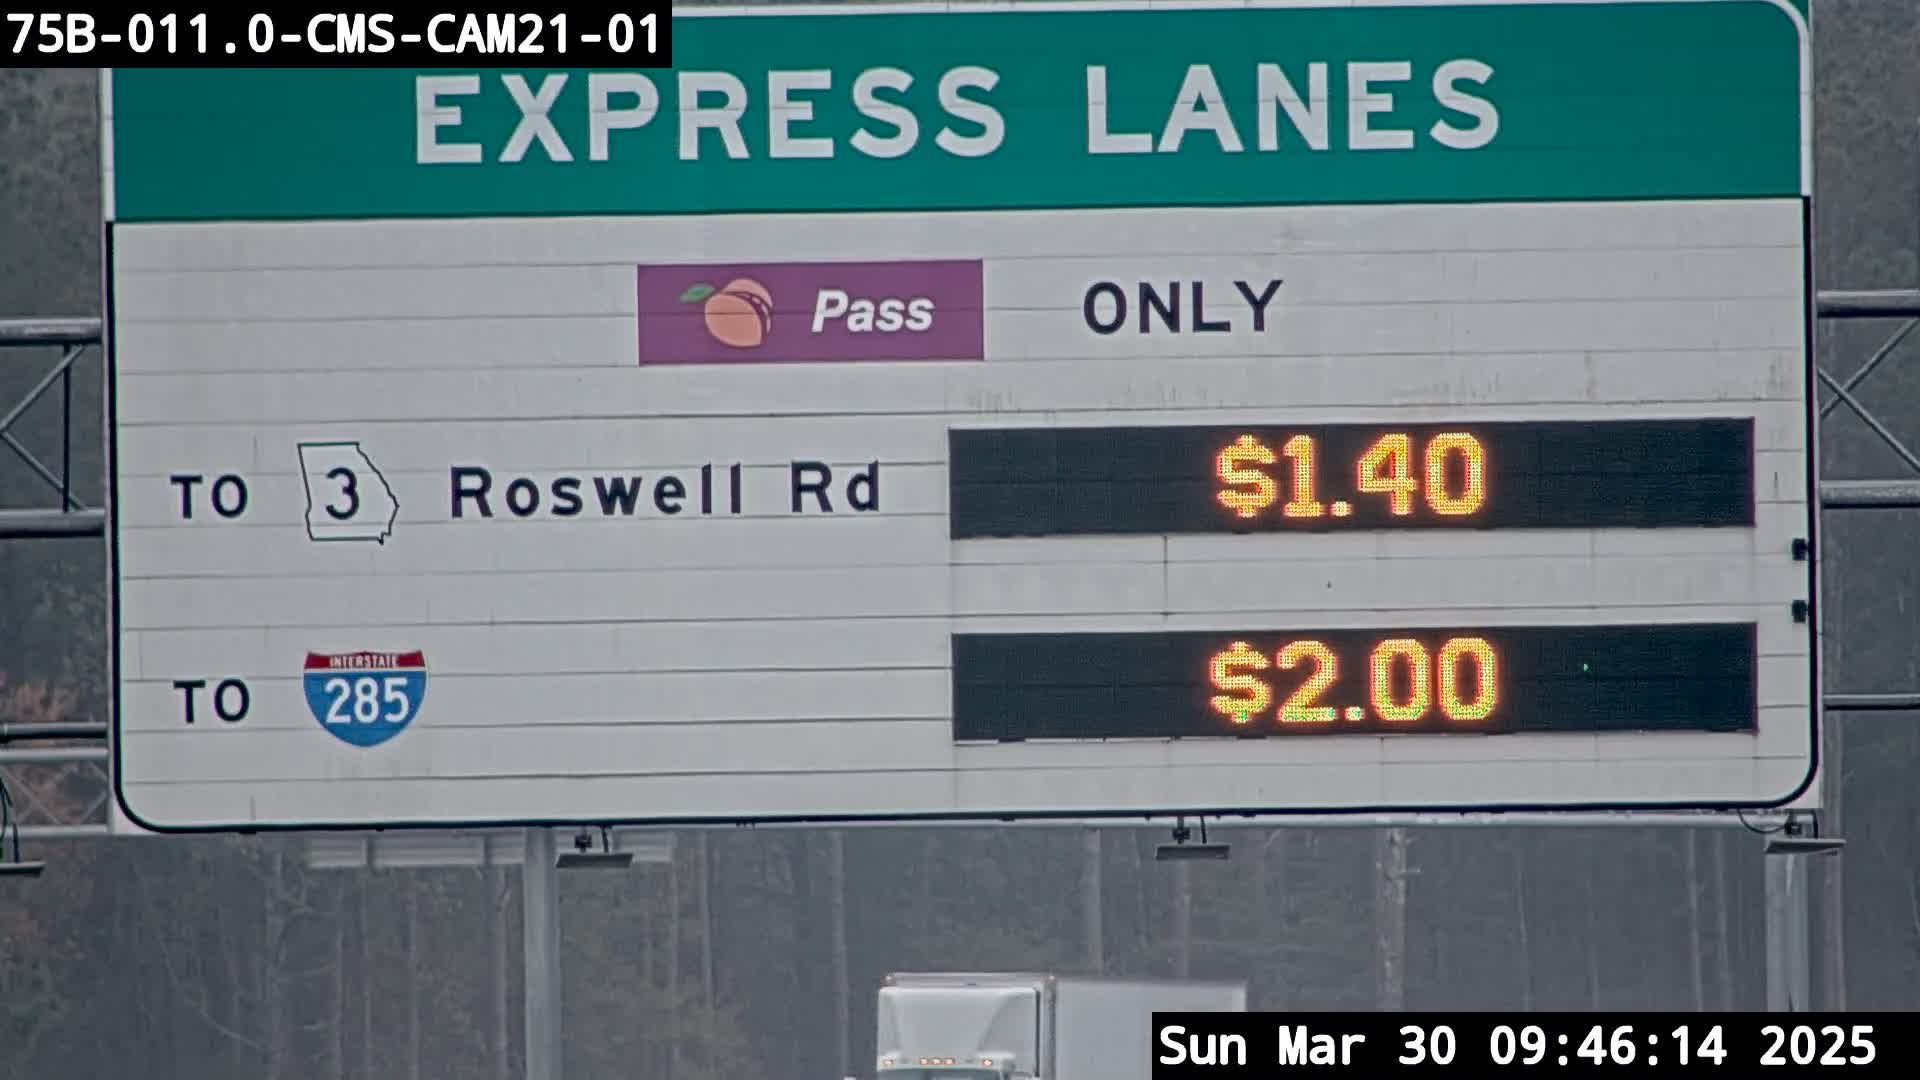 75B-011.0-CMS-CAM21-01
EXPRESS LANES
Pass ONLY
TO 3 Roswell Rd $1.40
INTERSTATE
TO 285 $2.00
Sun Mar 30 09:46:14 2025